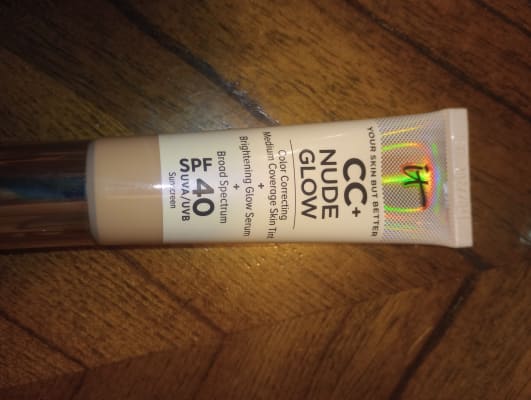 it
YOUR SKIN BUT BETTER
CC+
NUDE
GLOW
Color Correcting
Medium Coverage Skin Tint
+
Brightening Glow Serum
+
Broad Spectrum
SPF 40
UVA/UVB
Sunscreen